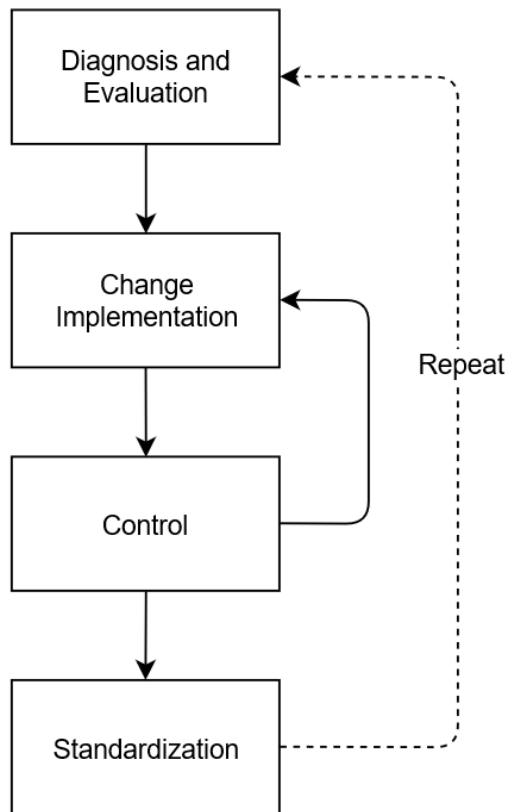 Diagnosis and
Evaluation
Change
Implementation
Repeat
Control
Standardization